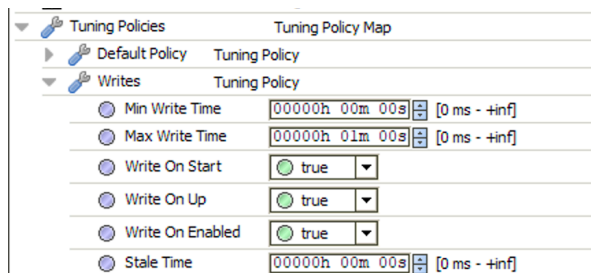 Tuning Policies Tuning Policy Map
Default Policy Tuning Policy
Writes Tuning Policy
Min Write Time 00000h 00m 00s [0 ms - +inf]
Max Write Time 00000h 01m 00s [0 ms - +inf]
Write On Start true
Write On Up true
Write On Enabled true
Stale Time 00000h 00m 00s [0 ms - +inf]